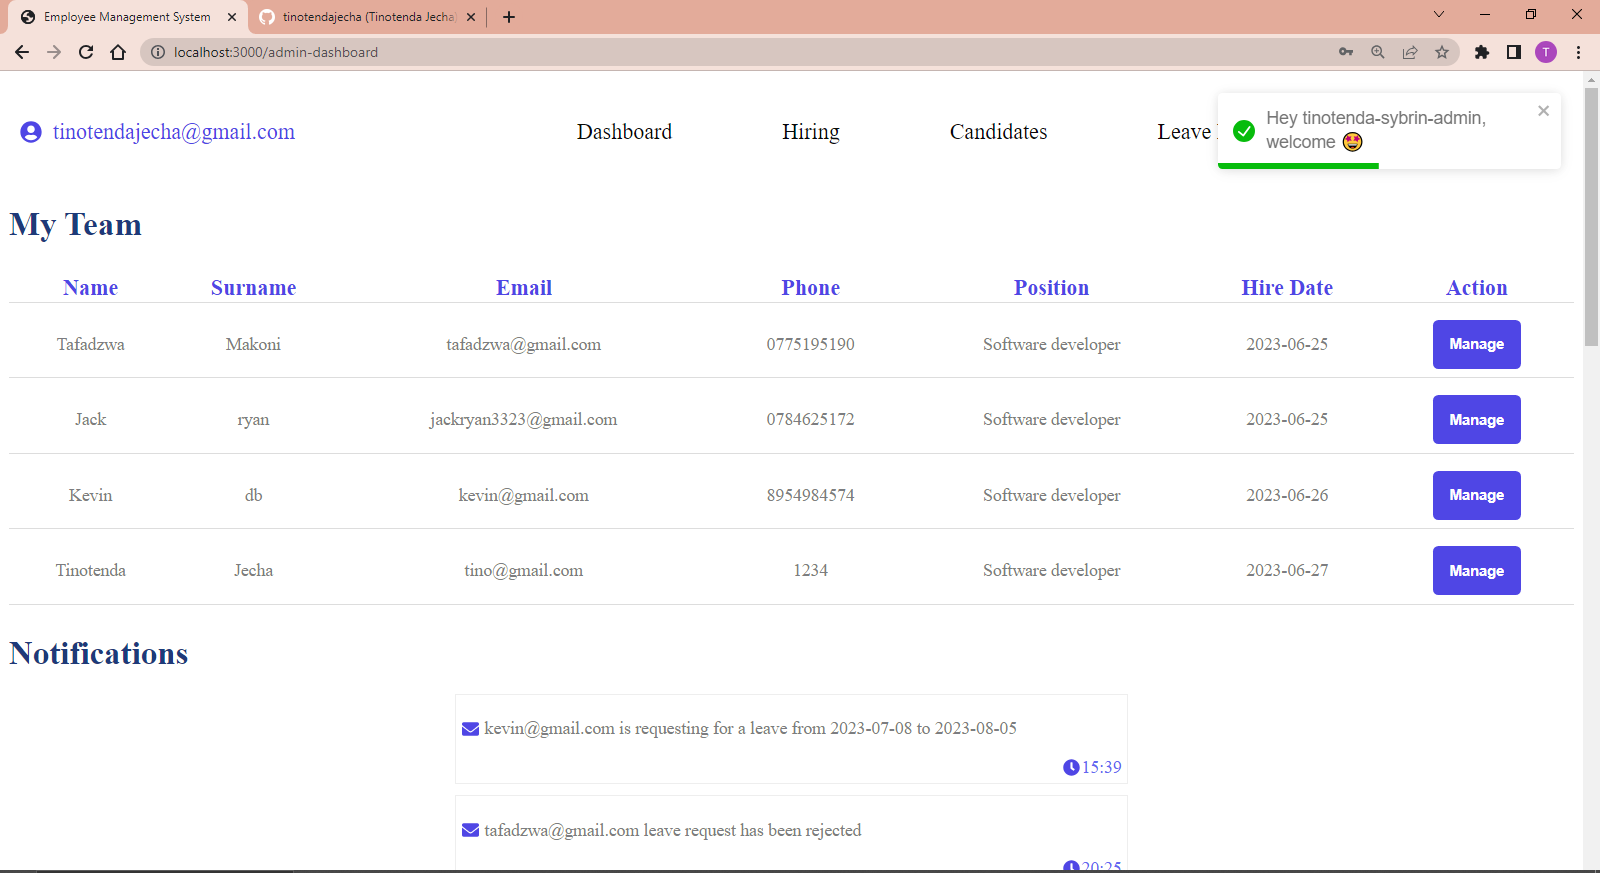 Employee Management System
tinotendajecha (Tinotenda Jecha)
localhost:3000/admin-dashboard
T
tinotendajecha@gmail.com
Dashboard
Hiring
Candidates
Leave
Hey tinotenda-sybrin-admin,
welcome 🤩
My Team
Name Surname Email Phone Position Hire Date Action
Tafadzwa Makoni tafadzwa@gmail.com 0775195190 Software developer 2023-06-25 Manage
Jack ryan jackryan3323@gmail.com 0784625172 Software developer 2023-06-25 Manage
Kevin db kevin@gmail.com 8954984574 Software developer 2023-06-26 Manage
Tinotenda Jecha tino@gmail.com 1234 Software developer 2023-06-27 Manage
Notifications
kevin@gmail.com is requesting for a leave from 2023-07-08 to 2023-08-05
15:39
tafadzwa@gmail.com leave request has been rejected
20:25